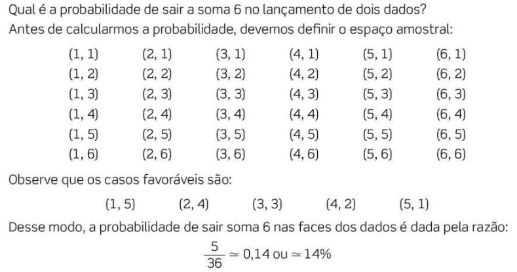 Qual é a probabilidade de sair a soma 6 no lançamento de dois dados?
Antes de calcularmos a probabilidade, devemos definir o espaço amostral:
(1, 1) (2, 1) (3, 1) (4, 1) (5, 1) (6, 1)
(1, 2) (2, 2) (3, 2) (4, 2) (5, 2) (6, 2)
(1, 3) (2, 3) (3, 3) (4, 3) (5, 3) (6, 3)
(1, 4) (2, 4) (3, 4) (4, 4) (5, 4) (6, 4)
(1, 5) (2, 5) (3, 5) (4, 5) (5, 5) (6, 5)
(1, 6) (2, 6) (3, 6) (4, 6) (5, 6) (6, 6)
Observe que os casos favoráveis são:
(1, 5) (2, 4) (3, 3) (4, 2) (5, 1)
Desse modo, a probabilidade de sair soma 6 nas faces dos dados é dada pela razão:
5/36 ≃ 0,14 ou ≃ 14%